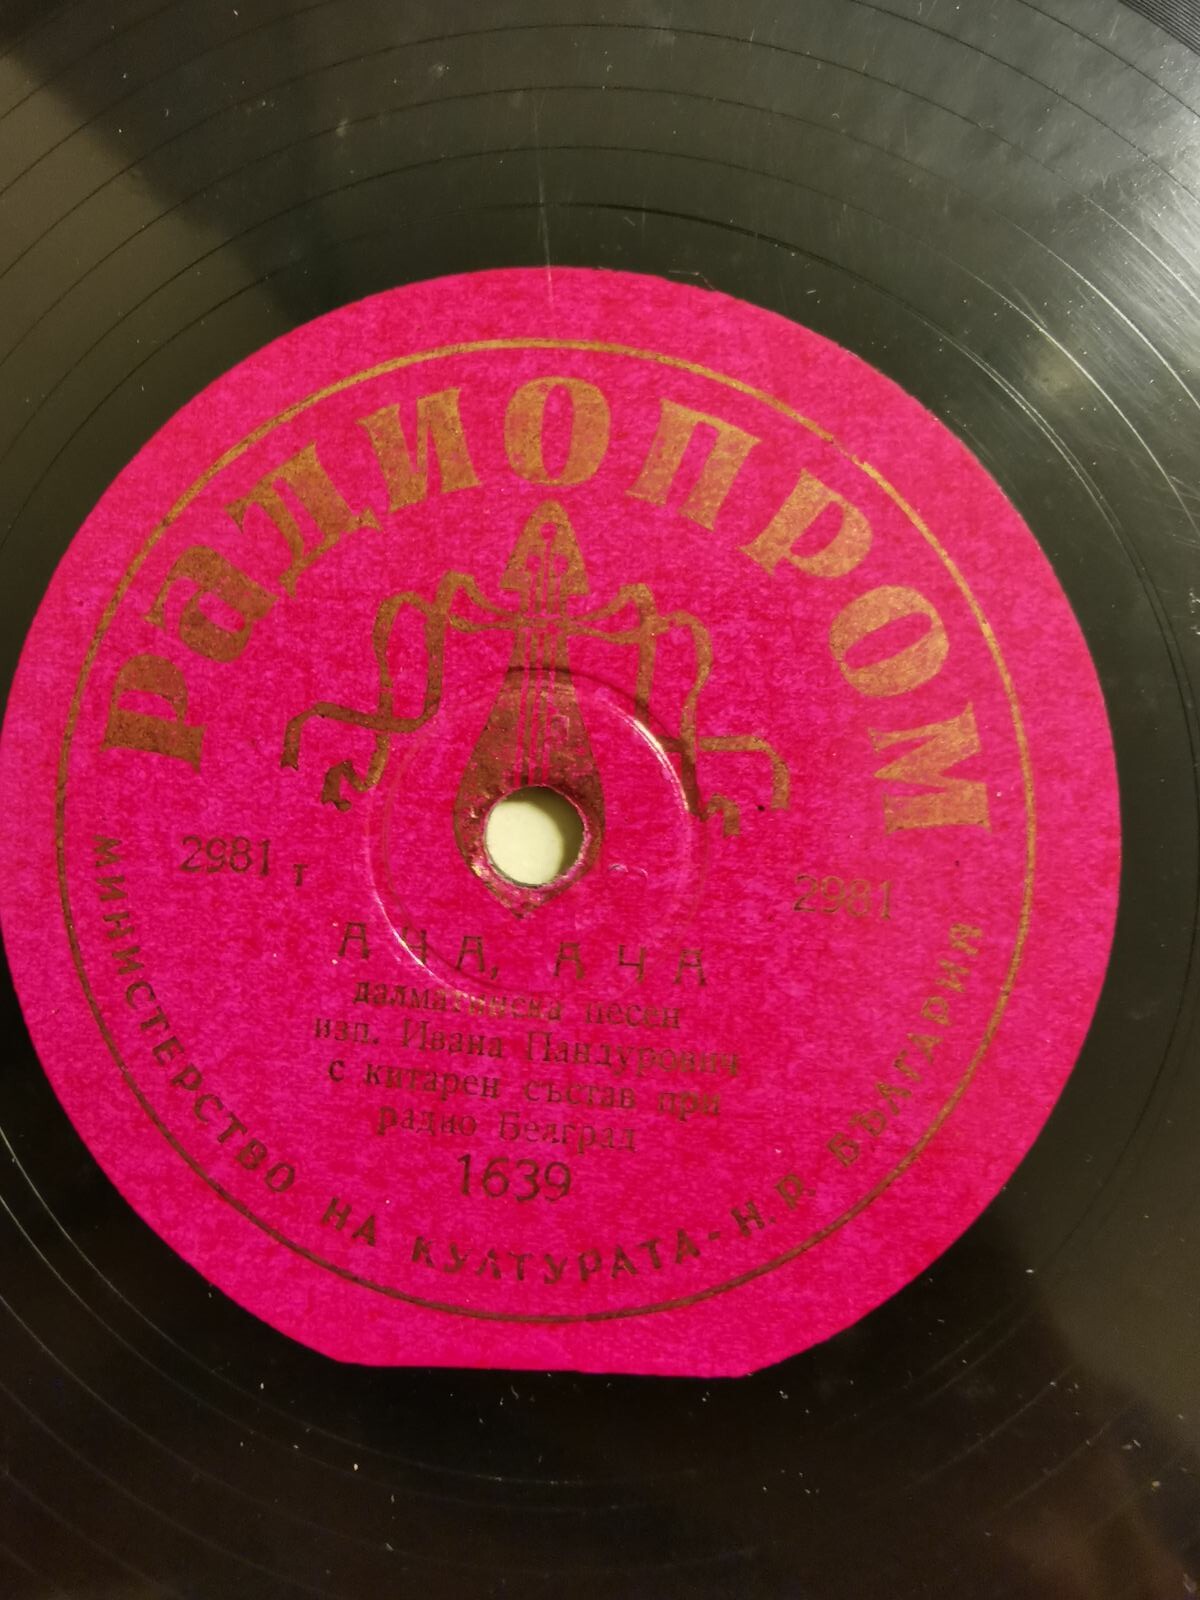 радиопром
2981 т
2981
АЧА, АЧА
далматинска песен
изп. Ивана Пандурович
с китарен състав при
радио Белград
1639
МИНИСТЕРСТВО НА КУЛТУРАТА - Н. Р. БЪЛГАРИЯ